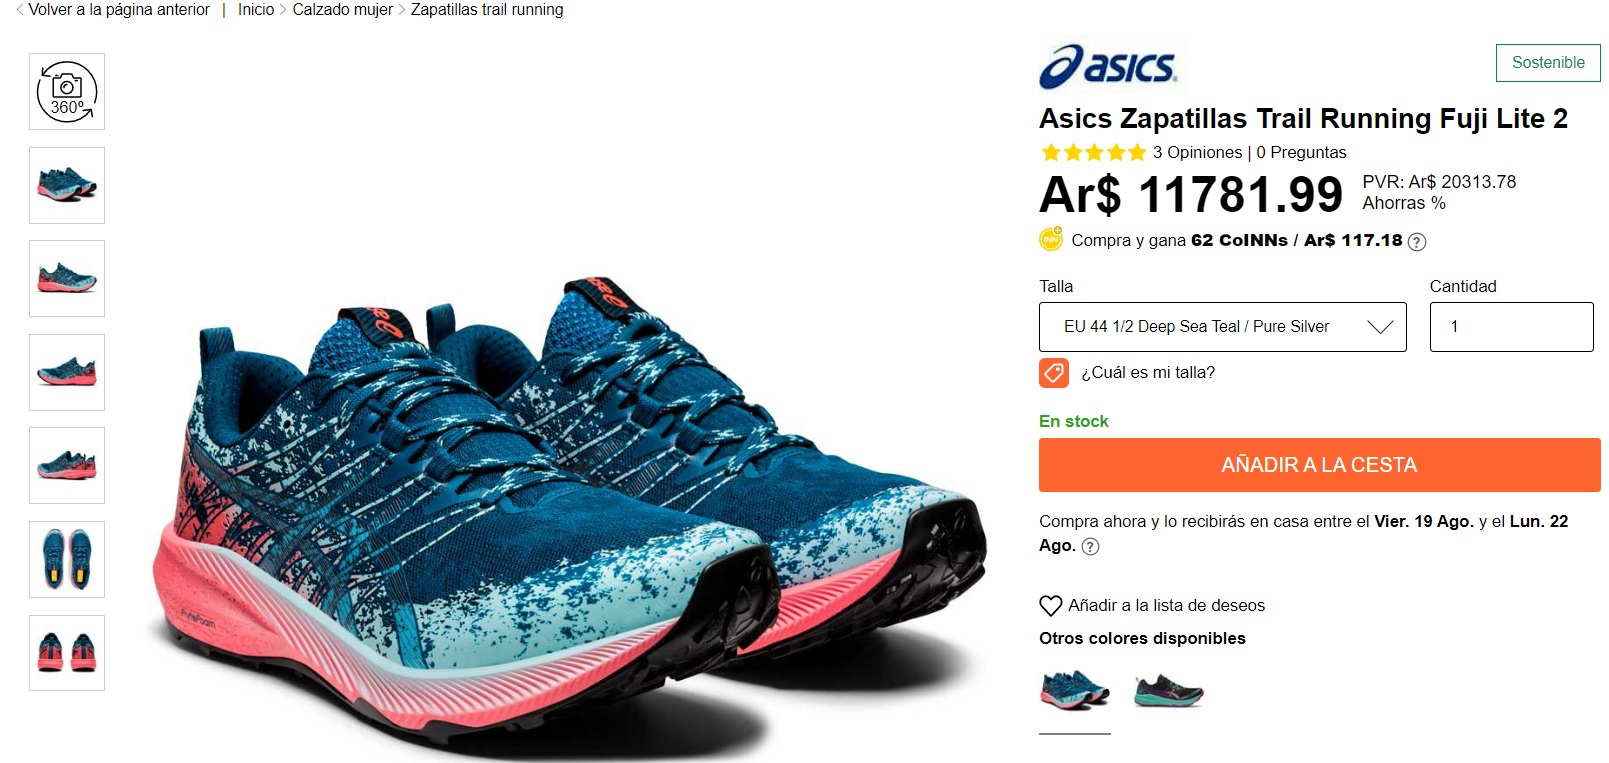 Volver a la página anterior | Inicio > Calzado mujer > Zapatillas trail running
360º
asics
Sostenible
Asics Zapatillas Trail Running Fuji Lite 2
3 Opiniones | 0 Preguntas
Ar$ 11781.99
PVR: Ar$ 20313.78
Ahorras %
INN
Compra y gana 62 CoINNs / Ar$ 117.18 ?
Talla
Cantidad
EU 44 1/2 Deep Sea Teal / Pure Silver
1
¿Cuál es mi talla?
En stock
AÑADIR A LA CESTA
Compra ahora y lo recibirás en casa entre el Vier. 19 Ago. y el Lun. 22
Ago. ?
Añadir a la lista de deseos
Otros colores disponibles